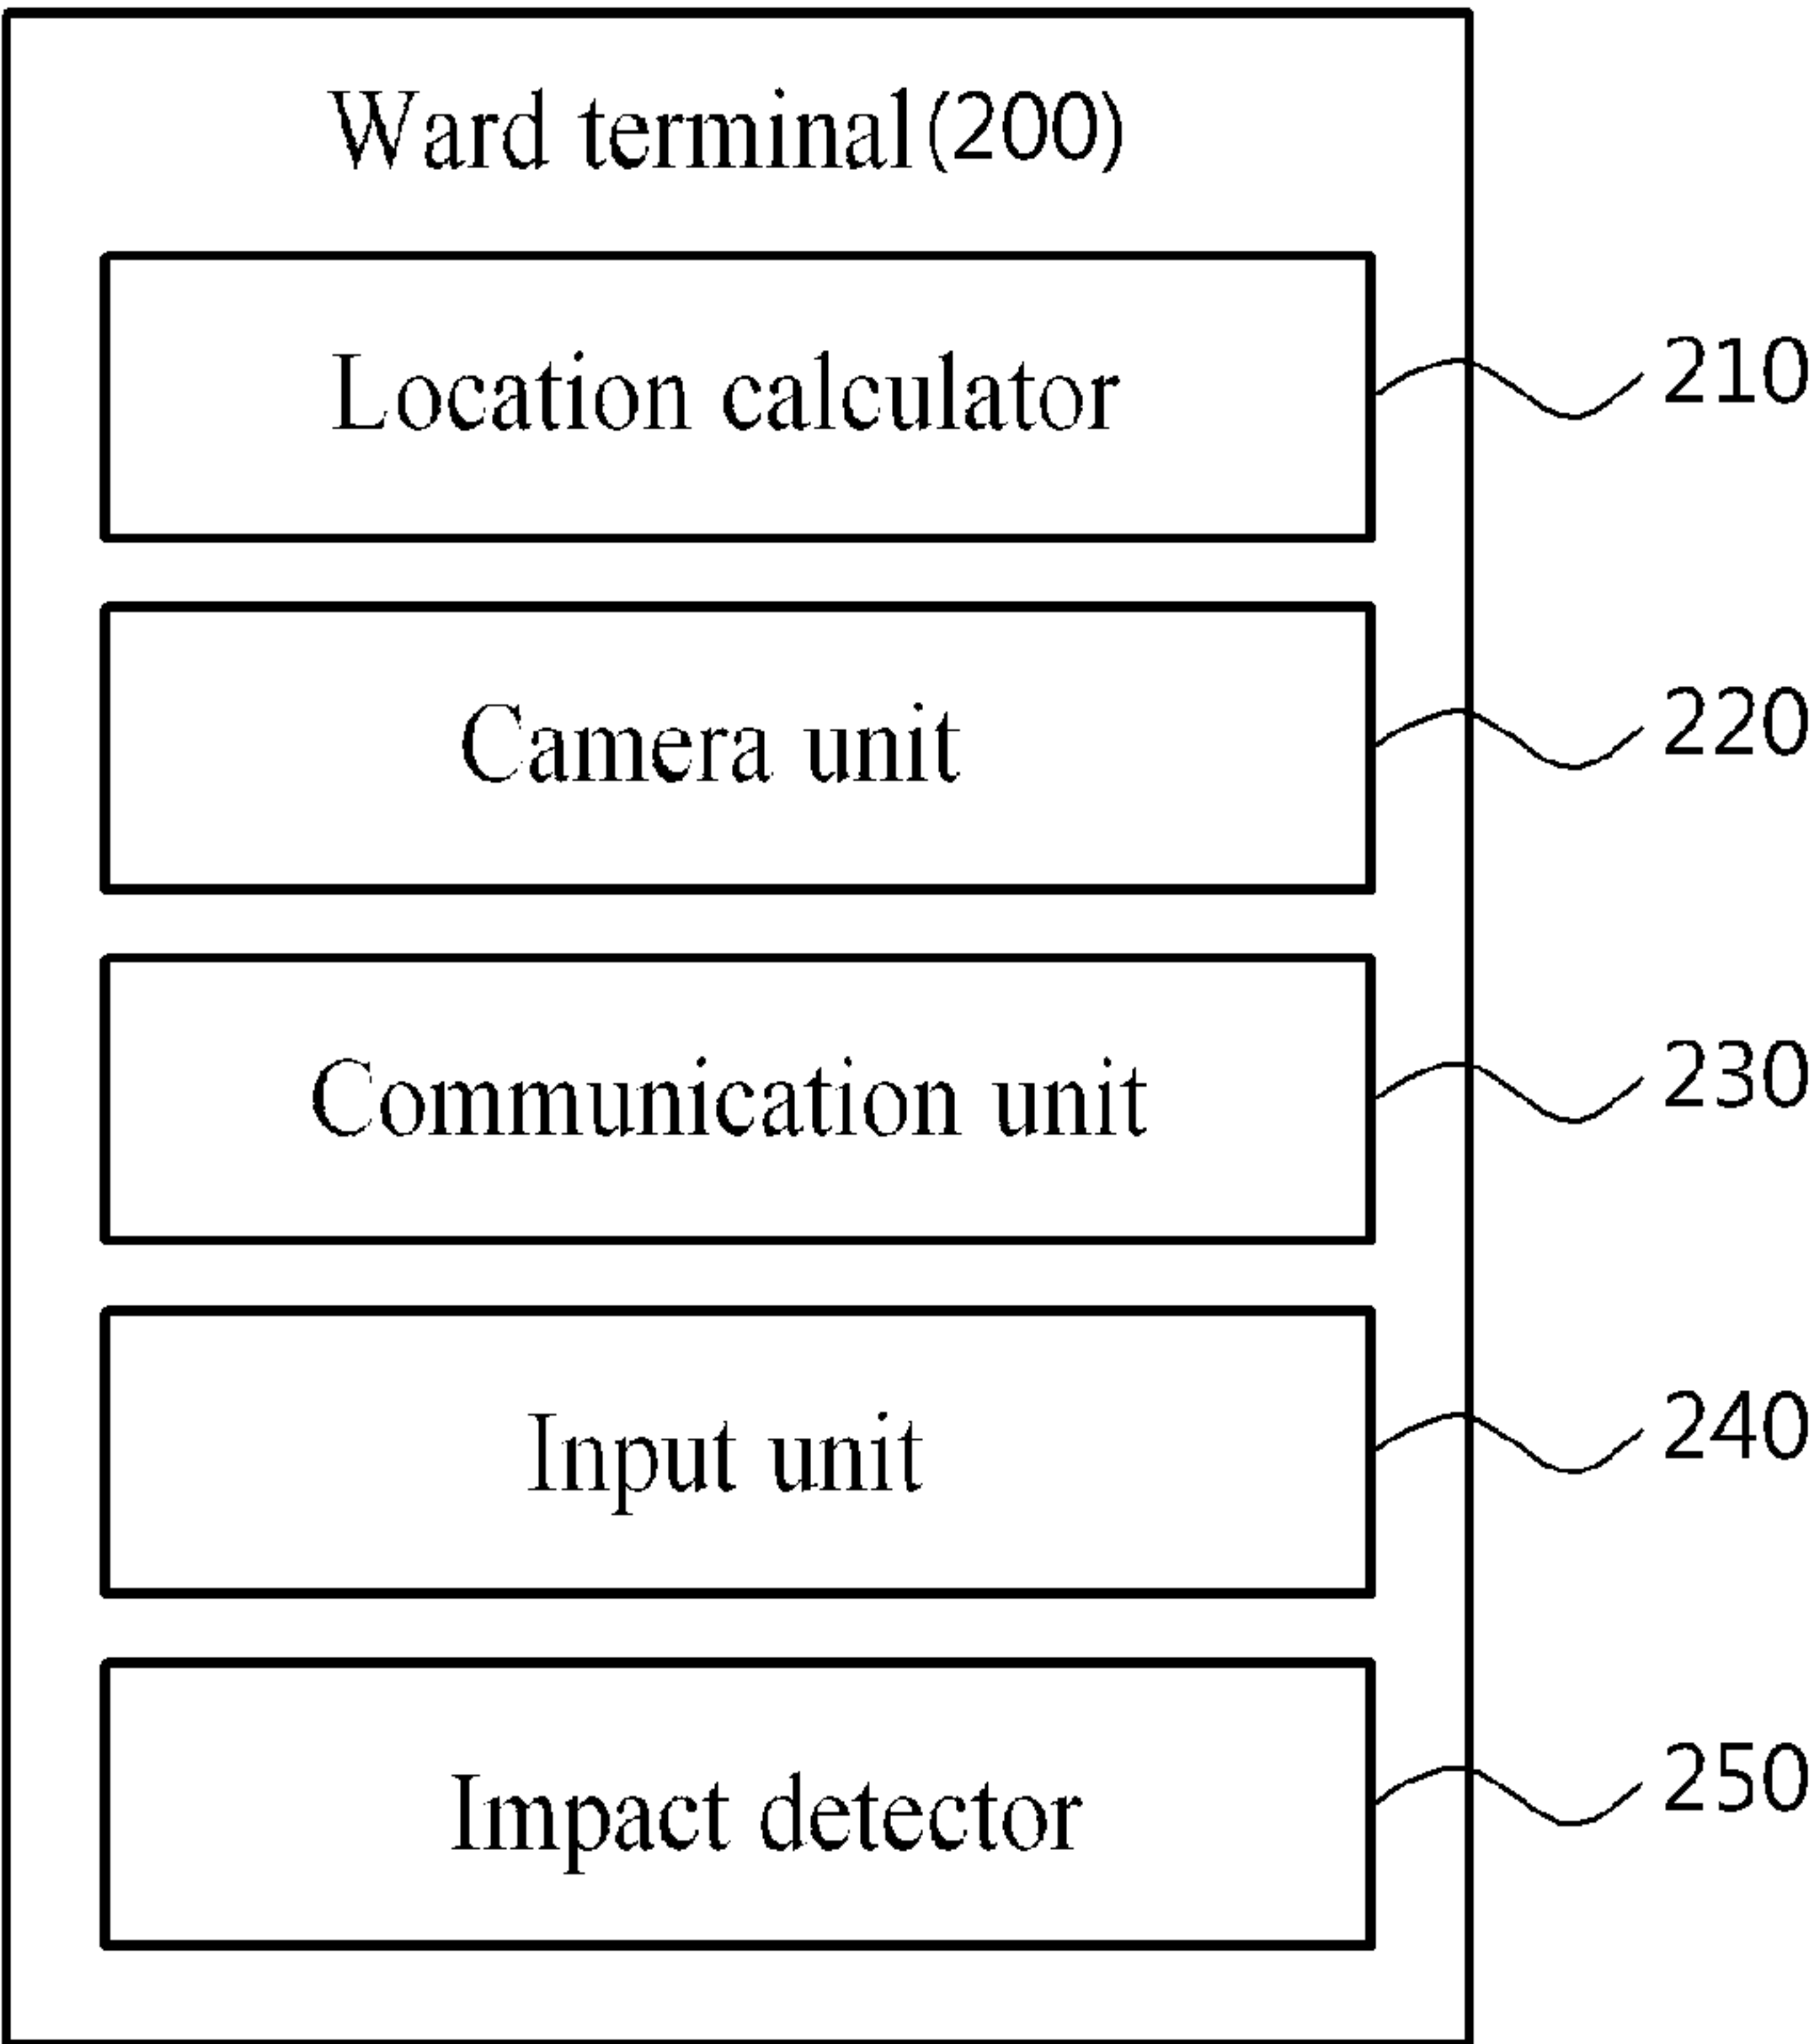 Ward terminal(200)
Location calculator
210
Camera unit
220
Communication unit
230
Input unit
240
Impact detector
250